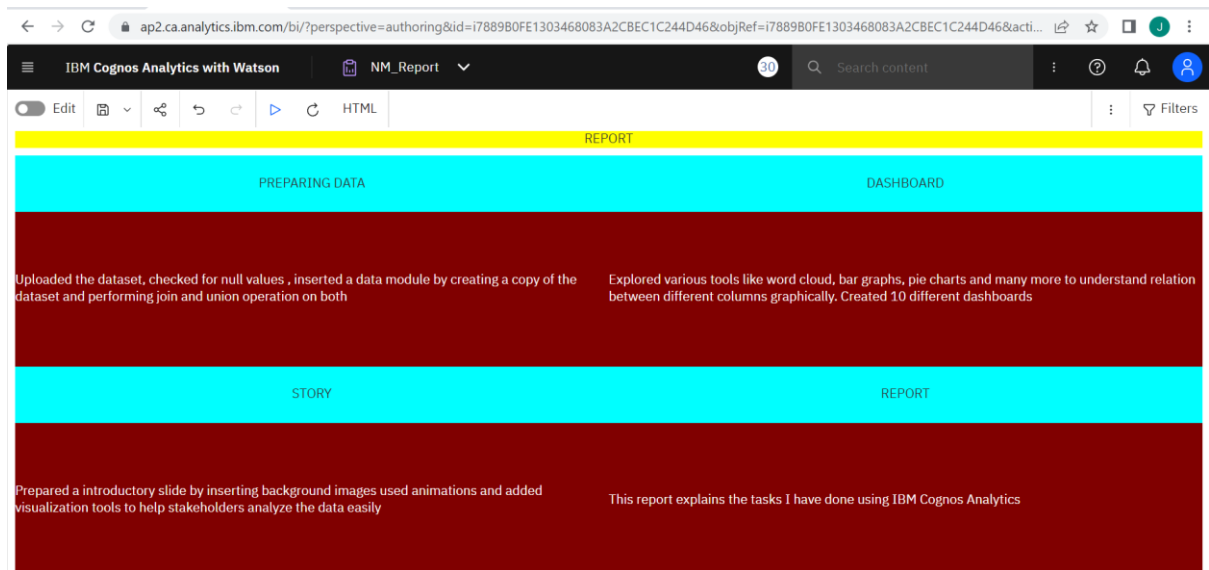 ap2.ca.analytics.ibm.com/bi/?perspective=authoring&id=i7889B0FE1303468083A2CBEC1C244D46&objRef=i7889B0FE1303468083A2CBEC1C244D46&acti...
J
IBM Cognos Analytics with Watson
NM_Report
30
Search content
Edit
HTML
Filters
REPORT
PREPARING DATA
DASHBOARD
Uploaded the dataset, checked for null values , inserted a data module by creating a copy of the
dataset and performing join and union operation on both
Explored various tools like word cloud, bar graphs, pie charts and many more to understand relation
between different columns graphically. Created 10 different dashboards
STORY
REPORT
Prepared a introductory slide by inserting background images used animations and added
visualization tools to help stakeholders analyze the data easily
This report explains the tasks I have done using IBM Cognos Analytics